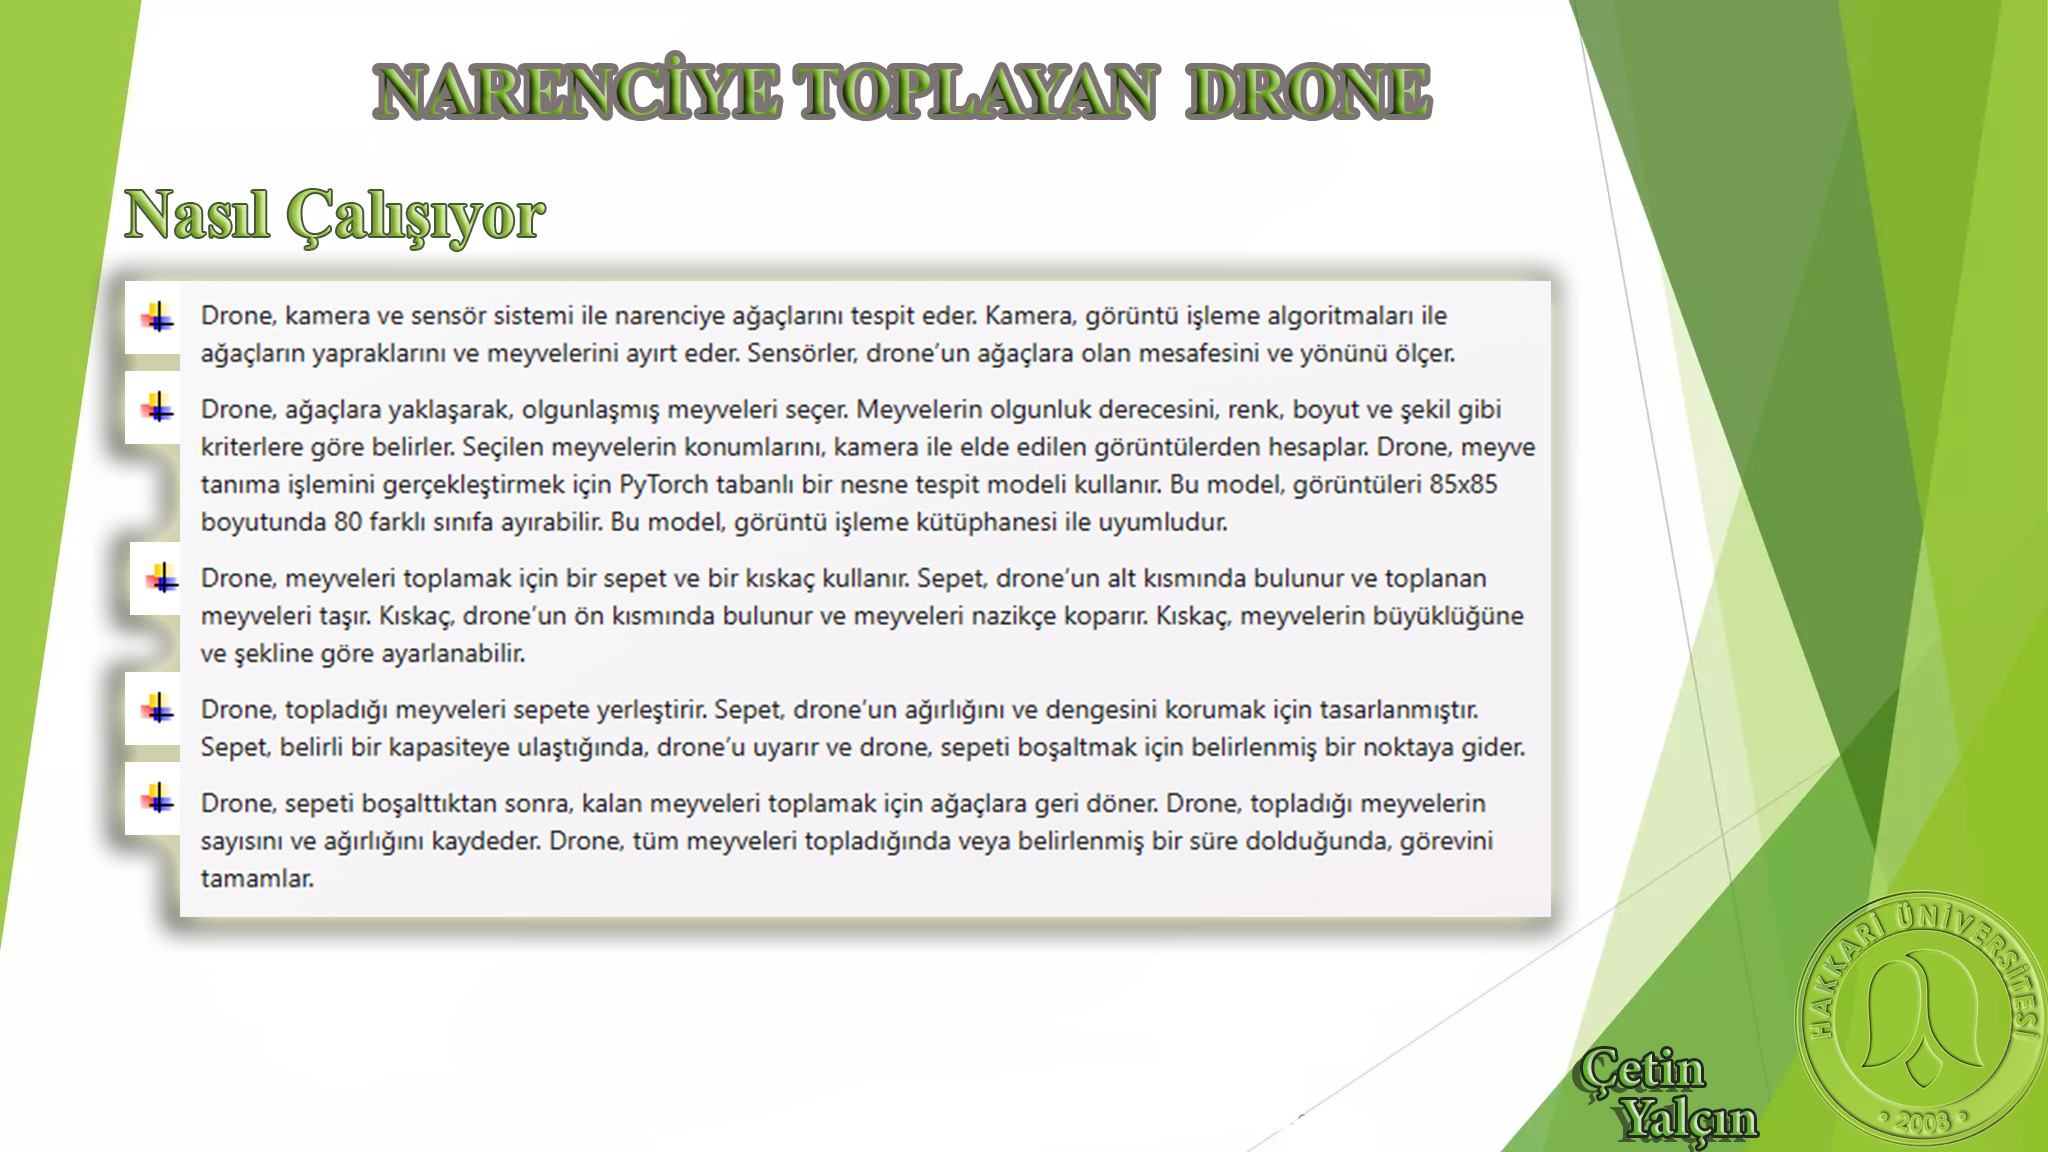 NARENCİYE TOPLAYAN DRONE
Nasıl Çalışıyor
Drone, kamera ve sensör sistemi ile narenciye ağaçlarını tespit eder. Kamera, görüntü işleme algoritmaları ile
ağaçların yapraklarını ve meyvelerini ayırt eder. Sensörler, drone’un ağaçlara olan mesafesini ve yönünü ölçer.
Drone, ağaçlara yaklaşarak, olgunlaşmış meyveleri seçer. Meyvelerin olgunluk derecesini, renk, boyut ve şekil gibi
kriterlere göre belirler. Seçilen meyvelerin konumlarını, kamera ile elde edilen görüntülerden hesaplar. Drone, meyve
tanıma işlemini gerçekleştirmek için PyTorch tabanlı bir nesne tespit modeli kullanır. Bu model, görüntüleri 85x85
boyutunda 80 farklı sınıfa ayırabilir. Bu model, görüntü işleme kütüphanesi ile uyumludur.
Drone, meyveleri toplamak için bir sepet ve bir kıskaç kullanır. Sepet, drone’un alt kısmında bulunur ve toplanan
meyveleri taşır. Kıskaç, drone’un ön kısmında bulunur ve meyveleri nazikçe koparır. Kıskaç, meyvelerin büyüklüğüne
ve şekline göre ayarlanabilir.
Drone, topladığı meyveleri sepete yerleştirir. Sepet, drone’un ağırlığını ve dengesini korumak için tasarlanmıştır.
Sepet, belirli bir kapasiteye ulaştığında, drone’u uyarır ve drone, sepeti boşaltmak için belirlenmiş bir noktaya gider.
Drone, sepeti boşalttıktan sonra, kalan meyveleri toplamak için ağaçlara geri döner. Drone, topladığı meyvelerin
sayısını ve ağırlığını kaydeder. Drone, tüm meyveleri topladığında veya belirlenmiş bir süre dolduğunda, görevini
tamamlar.
HAKKARİ ÜNİVERSİTESİ
• 2008 •
Çetin
Yalçın